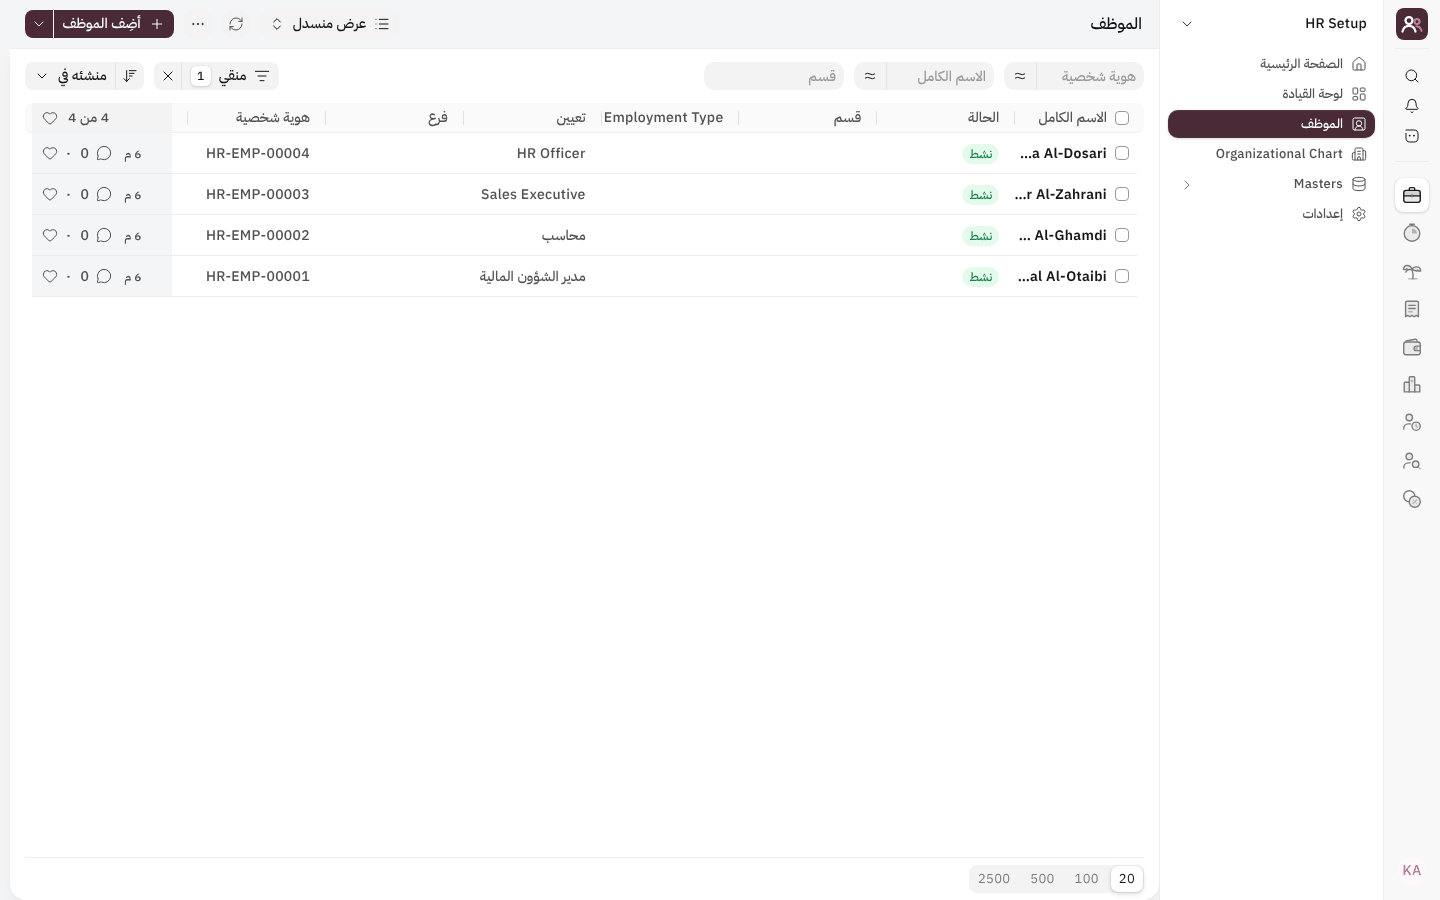 HR Setup
الصفحة الرئيسية
لوحة القيادة
الموظف
Organizational Chart
Masters
إعدادات
KA
الموظف
عرض منسدل
أضِف الموظف
هوية شخصية
الاسم الكامل
قسم
منقي 1
منشئه في
الاسم الكامل الحالة قسم Employment Type تعيين فرع هوية شخصية 4 من 4
...a Al-Dosari نشط HR Officer HR-EMP-00004 6 م 0
...r Al-Zahrani نشط Sales Executive HR-EMP-00003 6 م 0
... Al-Ghamdi نشط محاسب HR-EMP-00002 6 م 0
...al Al-Otaibi نشط مدير الشؤون المالية HR-EMP-00001 6 م 0
20 100 500 2500